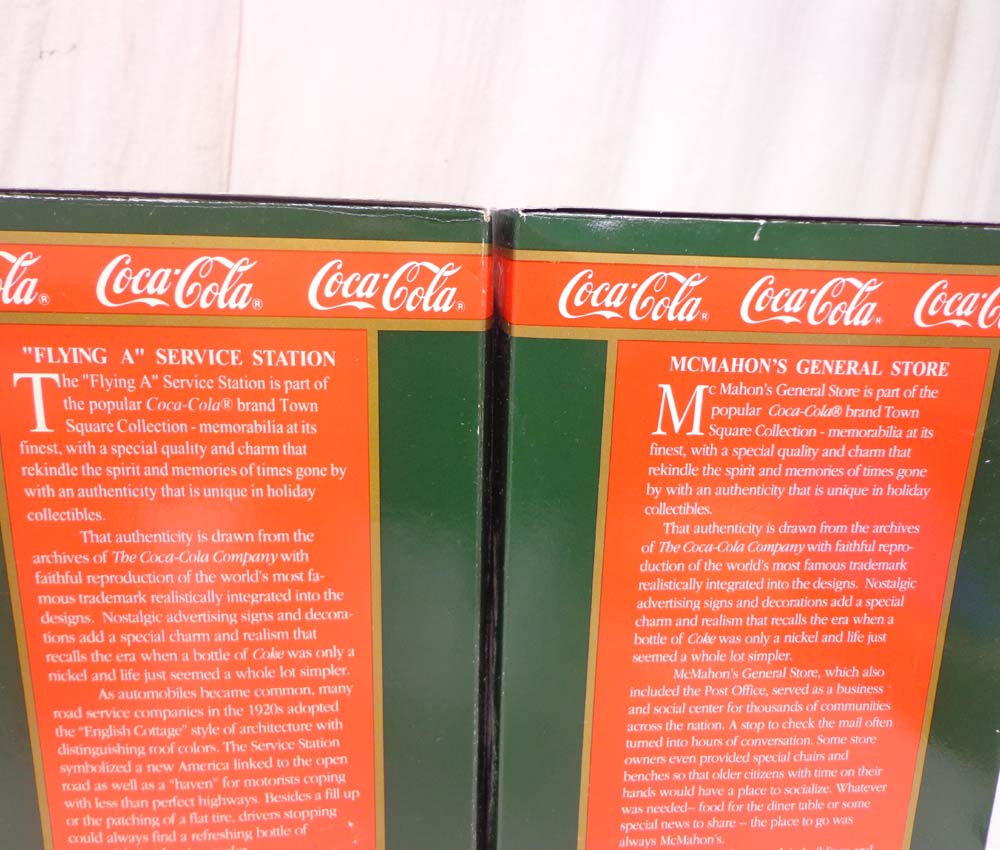 Coca-Cola® Coca-Cola®
"FLYING A" SERVICE STATION
The "Flying A" Service Station is part of
the popular Coca-Cola® brand Town
Square Collection - memorabilia at its
finest, with a special quality and charm that
rekindle the spirit and memories of times gone by
with an authenticity that is unique in holiday
collectibles.
That authenticity is drawn from the
archives of The Coca-Cola Company with
faithful reproduction of the world's most fa-
mous trademark realistically integrated into the
designs. Nostalgic advertising signs and decora-
tions add a special charm and realism that
recalls the era when a bottle of Coke was only a
nickel and life just seemed a whole lot simpler.
As automobiles became common, many
road service companies in the 1920s adopted
the "English Cottage" style of architecture with
distinguishing roof colors. The Service Station
symbolized a new America linked to the open
road as well as a "haven" for motorists coping
with less than perfect highways. Besides a fill up
or the patching of a flat tire, drivers stopping
could always find a refreshing bottle of
Coca-Cola® Coca-Cola® Coca-C
MCMAHON'S GENERAL STORE
Mc Mahon's General Store is part of the
popular Coca-Cola® brand Town
Square Collection - memorabilia at its
finest, with a special quality and charm that
rekindle the spirit and memories of times gone
by with an authenticity that is unique in holiday
collectibles.
That authenticity is drawn from the archives
of The Coca-Cola Company with faithful repro-
duction of the world's most famous trademark
realistically integrated into the designs. Nostalgic
advertising signs and decorations add a special
charm and realism that recalls the era when a
bottle of Coke was only a nickel and life just
seemed a whole lot simpler.
McMahon's General Store, which also
included the Post Office, served as a business
and social center for thousands of communities
across the nation. A stop to check the mail often
turned into hours of conversation. Some store
owners even provided special chairs and
benches so that older citizens with time on their
hands would have a place to socialize. Whatever
was needed-- food for the diner table or some
special news to share -- the place to go was
always McMahon's.